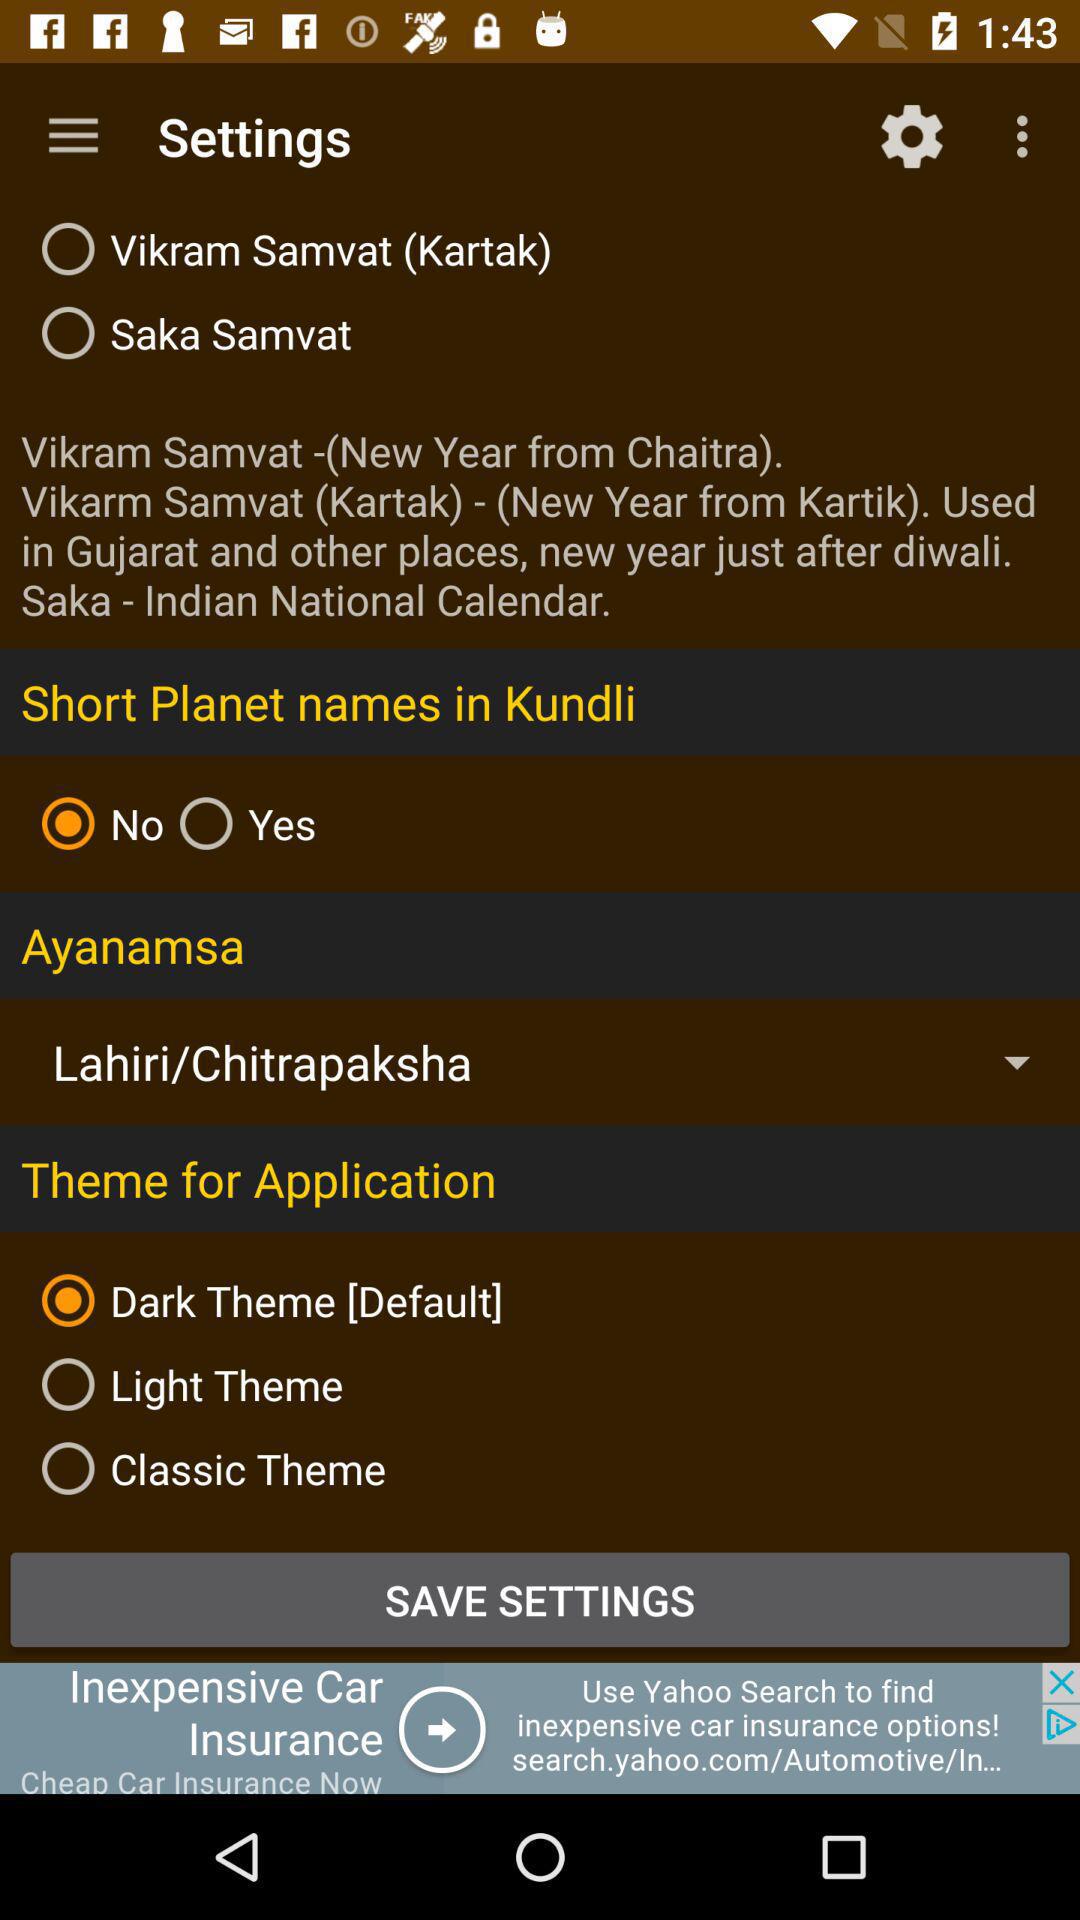 FAKE
1:43
Settings
Vikram Samvat (Kartak)
Saka Samvat
Vikram Samvat -(New Year from Chaitra).
Vikarm Samvat (Kartak) - (New Year from Kartik). Used
in Gujarat and other places, new year just after diwali.
Saka - Indian National Calendar.
Short Planet names in Kundli
No
Yes
Ayanamsa
Lahiri/Chitrapaksha
Theme for Application
Dark Theme [Default]
Light Theme
Classic Theme
SAVE SETTINGS
Inexpensive Car
Insurance
Cheap Car Insurance Now
Use Yahoo Search to find
inexpensive car insurance options!
search.yahoo.com/Automotive/In...